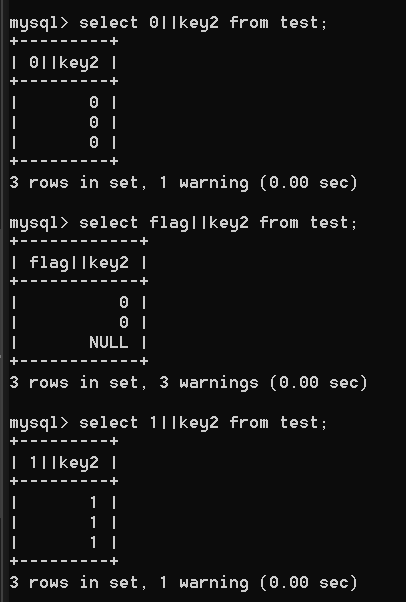 mysql> select 0||key2 from test;
+---------+
| 0||key2 |
+---------+
|       0 |
|       0 |
|       0 |
+---------+
3 rows in set, 1 warning (0.00 sec)
mysql> select flag||key2 from test;
+------------+
| flag||key2 |
+------------+
|          0 |
|          0 |
|       NULL |
+------------+
3 rows in set, 3 warnings (0.00 sec)
mysql> select 1||key2 from test;
+---------+
| 1||key2 |
+---------+
|       1 |
|       1 |
|       1 |
+---------+
3 rows in set, 1 warning (0.00 sec)